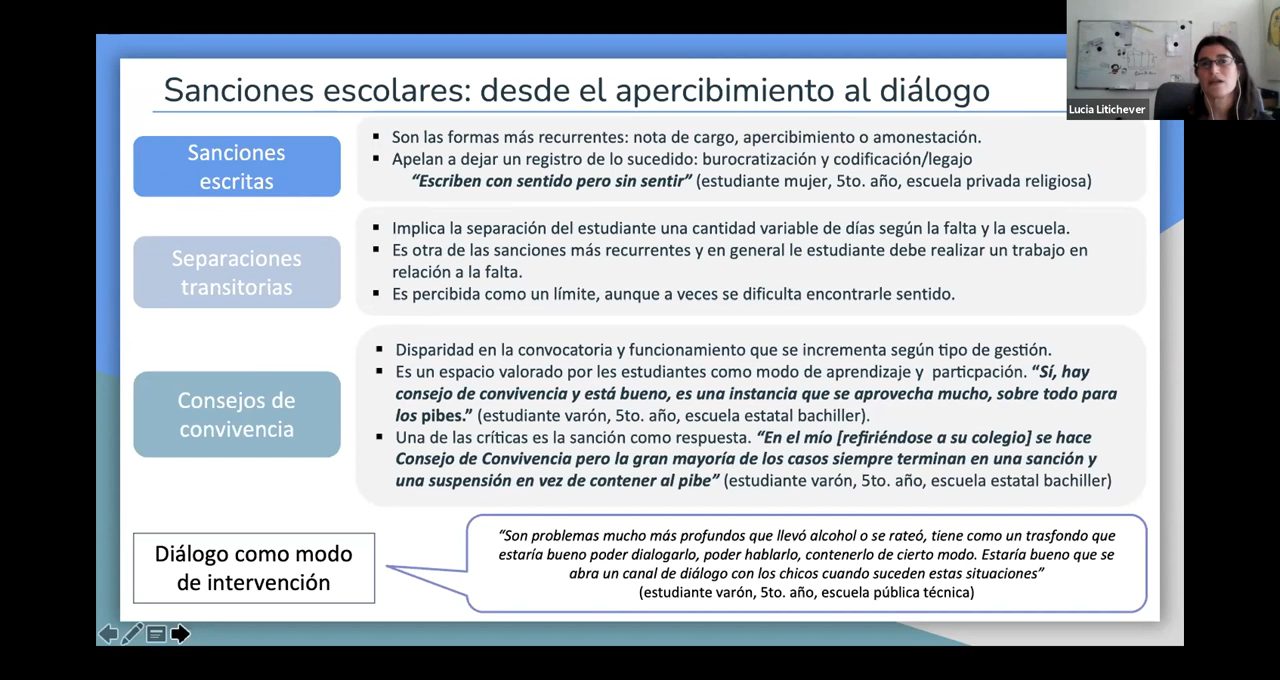 Sanciones escolares: desde el apercibimiento al diálogo
Lucia Litichever
Sanciones
escritas
▪ Son las formas más recurrentes: nota de cargo, apercibimiento o amonestación.
▪ Apelan a dejar un registro de lo sucedido: burocratización y codificación/legajo
“Escriben con sentido pero sin sentir” (estudiante mujer, 5to. año, escuela privada religiosa)
Separaciones
transitorias
▪ Implica la separación del estudiante una cantidad variable de días según la falta y la escuela.
▪ Es otra de las sanciones más recurrentes y en general le estudiante debe realizar un trabajo en
relación a la falta.
▪ Es percibida como un límite, aunque a veces se dificulta encontrarle sentido.
Consejos de
convivencia
▪ Disparidad en la convocatoria y funcionamiento que se incrementa según tipo de gestión.
▪ Es un espacio valorado por les estudiantes como modo de aprendizaje y particpación. “Sí, hay
consejo de convivencia y está bueno, es una instancia que se aprovecha mucho, sobre todo para
los pibes.” (estudiante varón, 5to. año, escuela estatal bachiller).
▪ Una de las críticas es la sanción como respuesta. “En el mío [refiriéndose a su colegio] se hace
Consejo de Convivencia pero la gran mayoría de los casos siempre terminan en una sanción y
una suspensión en vez de contener al pibe” (estudiante varón, 5to. año, escuela estatal bachiller)
Diálogo como modo
de intervención
“Son problemas mucho más profundos que llevó alcohol o se rateó, tiene como un trasfondo que
estaría bueno poder dialogarlo, poder hablarlo, contenerlo de cierto modo. Estaría bueno que se
abra un canal de diálogo con los chicos cuando suceden estas situaciones”
(estudiante varón, 5to. año, escuela pública técnica)